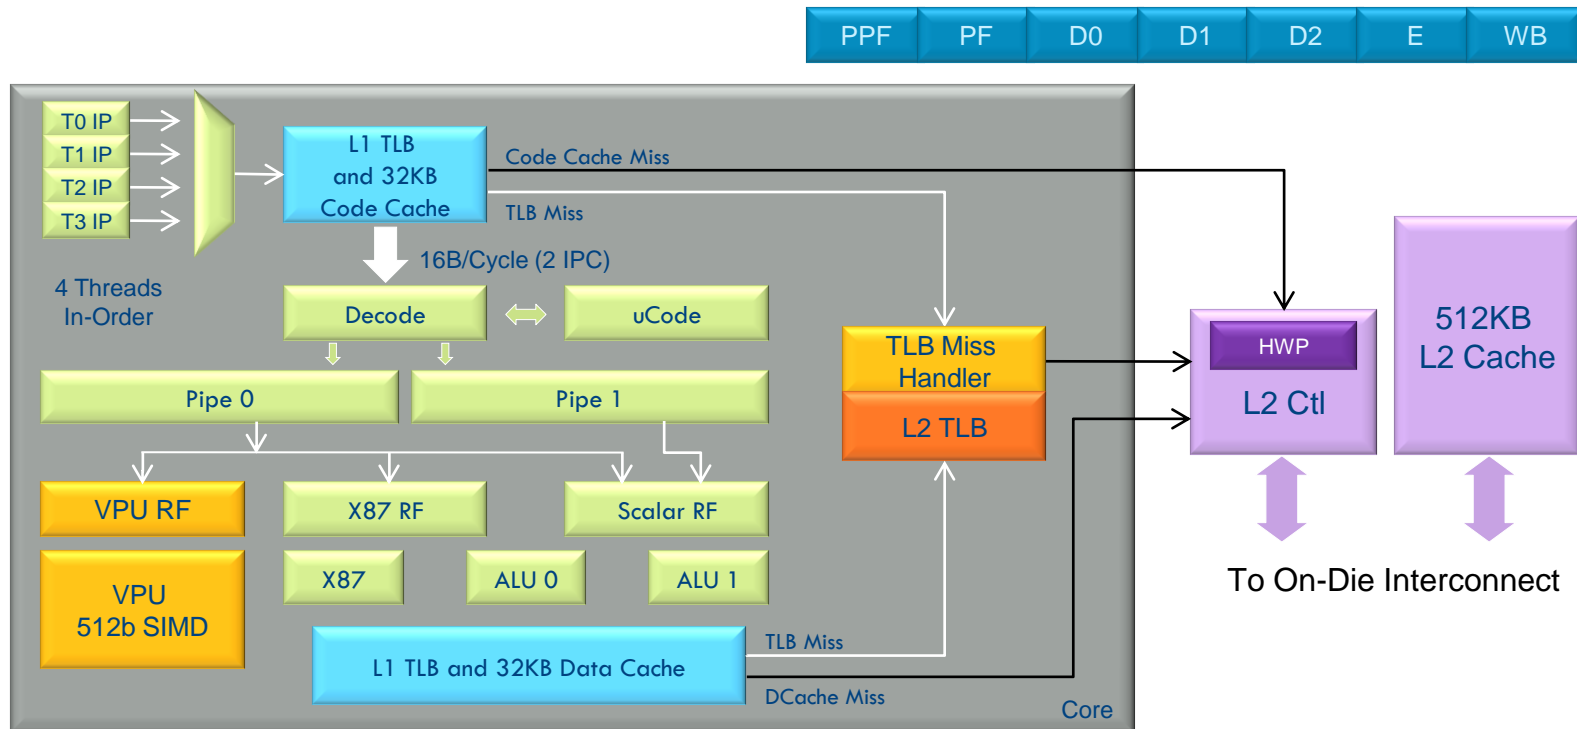 PPF PF D0 D1 D2 E WB
T0 IP
T1 IP
T2 IP
T3 IP
4 Threads
In-Order
L1 TLB
and 32KB
Code Cache
Code Cache Miss
TLB Miss
16B/Cycle (2 IPC)
Decode
uCode
Pipe 0
Pipe 1
TLB Miss
Handler
L2 TLB
HWP
L2 Ctl
512KB
L2 Cache
VPU RF
X87 RF
Scalar RF
VPU
512b SIMD
X87
ALU 0
ALU 1
To On-Die Interconnect
L1 TLB and 32KB Data Cache
TLB Miss
DCache Miss
Core